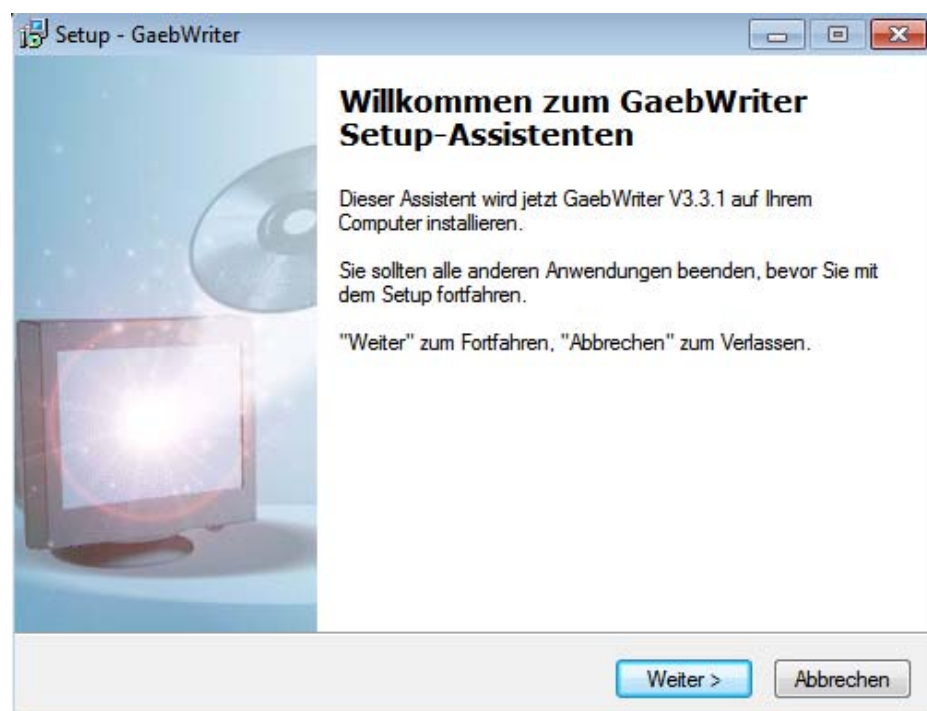 Setup - GaebWriter
Willkommen zum GaebWriter
Setup-Assistenten
Dieser Assistent wird jetzt GaebWriter V3.3.1 auf Ihrem
Computer installieren.
Sie sollten alle anderen Anwendungen beenden, bevor Sie mit
dem Setup fortfahren.
"Weiter" zum Fortfahren, "Abbrechen" zum Verlassen.
Weiter >
Abbrechen